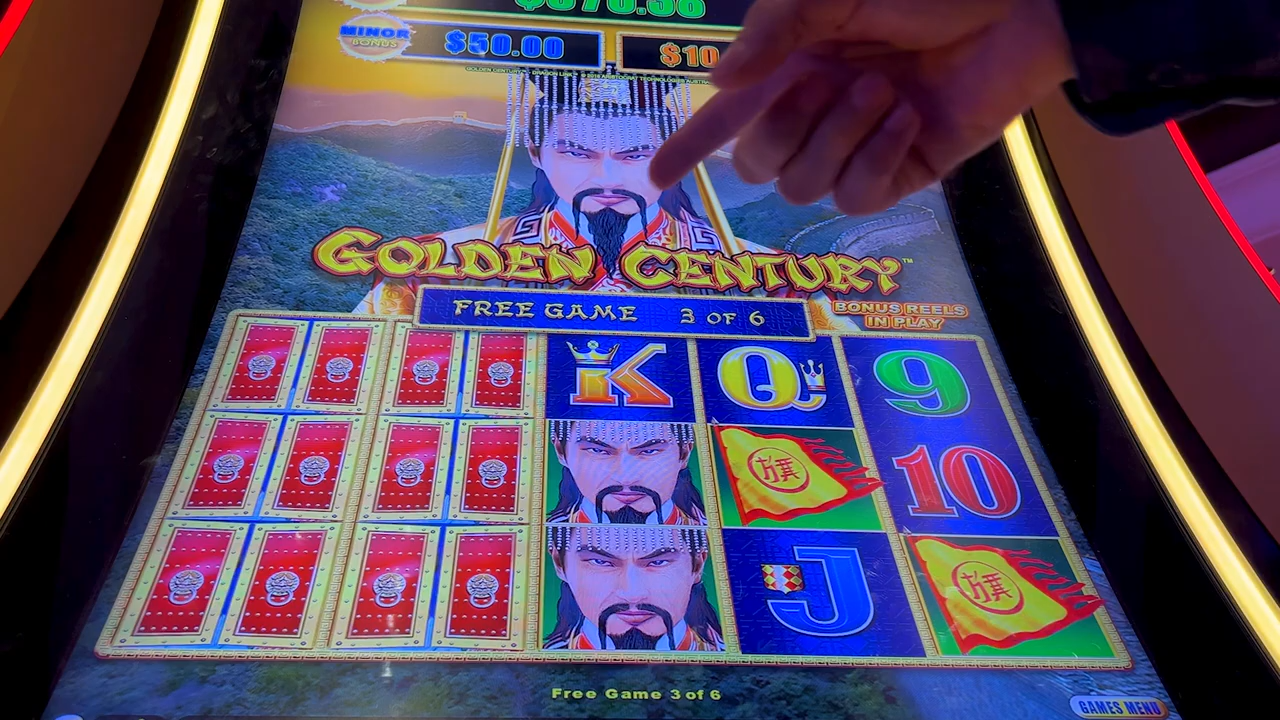 MINOR
BONUS
$50.00
$10
GOLDEN CENTURY
TM
FREE GAME 3 OF 6
BONUS REELS
IN PLAY
K
Q
9
旗
10
J
旗
Free Game 3 of 6
GAMES MENU